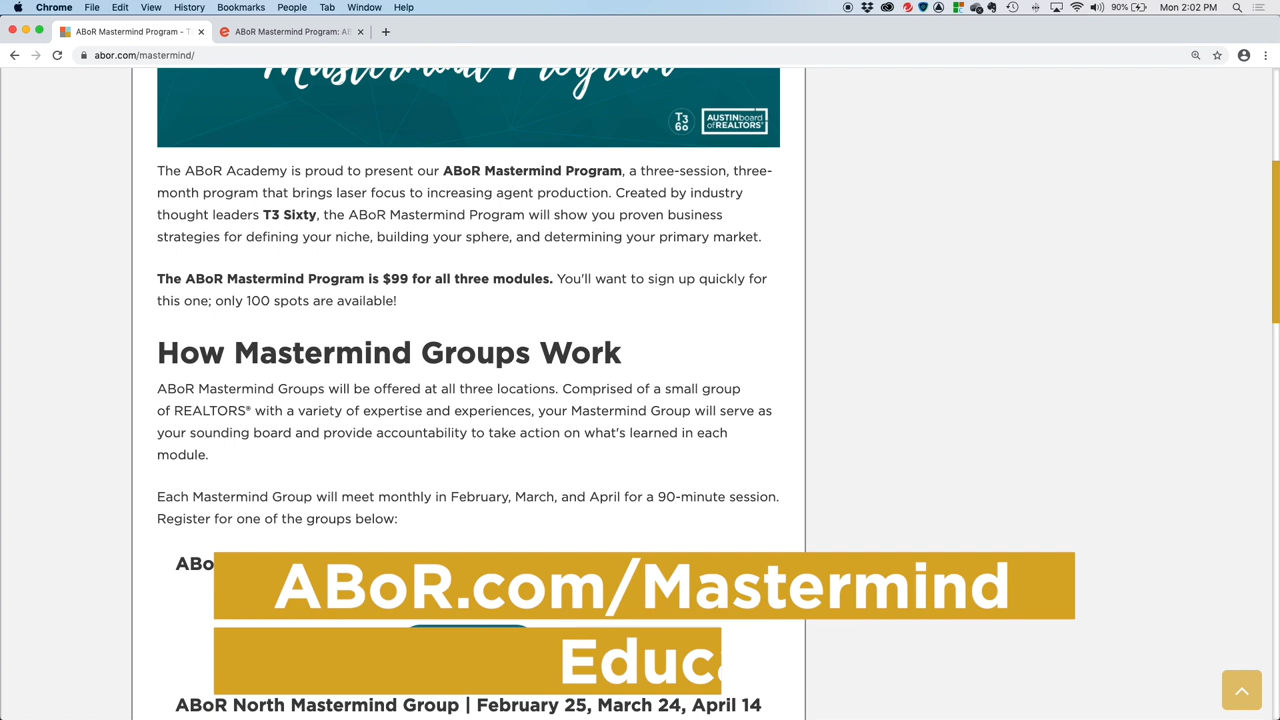 Chrome File Edit View History Bookmarks People Tab Window Help 90% Mon 2:02 PM
ABoR Mastermind Program - T ABoR Mastermind Program: AB
abor.com/mastermind/
Mastermind Program
T3 60 AUSTINboard of REALTORS®
The ABoR Academy is proud to present our ABoR Mastermind Program, a three-session, three-
month program that brings laser focus to increasing agent production. Created by industry
thought leaders T3 Sixty, the ABoR Mastermind Program will show you proven business
strategies for defining your niche, building your sphere, and determining your primary market.
The ABoR Mastermind Program is $99 for all three modules. You'll want to sign up quickly for
this one; only 100 spots are available!
How Mastermind Groups Work
ABoR Mastermind Groups will be offered at all three locations. Comprised of a small group
of REALTORS® with a variety of expertise and experiences, your Mastermind Group will serve as
your sounding board and provide accountability to take action on what's learned in each
module.
Each Mastermind Group will meet monthly in February, March, and April for a 90-minute session.
Register for one of the groups below:
ABo
ABoR.com/Mastermind
Educ
ABoR North Mastermind Group | February 25, March 24, April 14